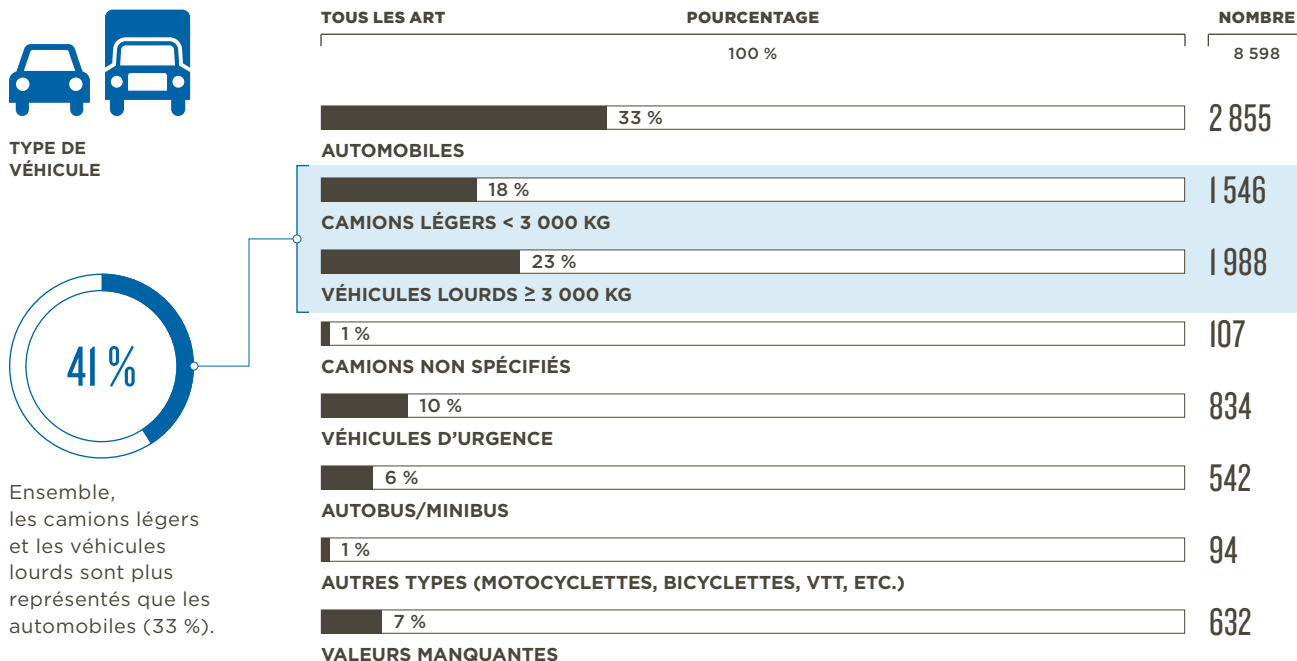 TOUS LES ART POURCENTAGE NOMBRE
100 % 8 598
TYPE DE
VÉHICULE
33 % 2 855
AUTOMOBILES
18 % 1 546
CAMIONS LÉGERS < 3 000 KG
23 % 1 988
VÉHICULES LOURDS ≥ 3 000 KG
1 % 107
CAMIONS NON SPÉCIFIÉS
10 % 834
VÉHICULES D'URGENCE
6 % 542
AUTOBUS/MINIBUS
1 % 94
AUTRES TYPES (MOTOCYCLETTES, BICYCLETTES, VTT, ETC.)
7 % 632
VALEURS MANQUANTES
41 %
Ensemble,
les camions légers
et les véhicules
lourds sont plus
représentés que les
automobiles (33 %).